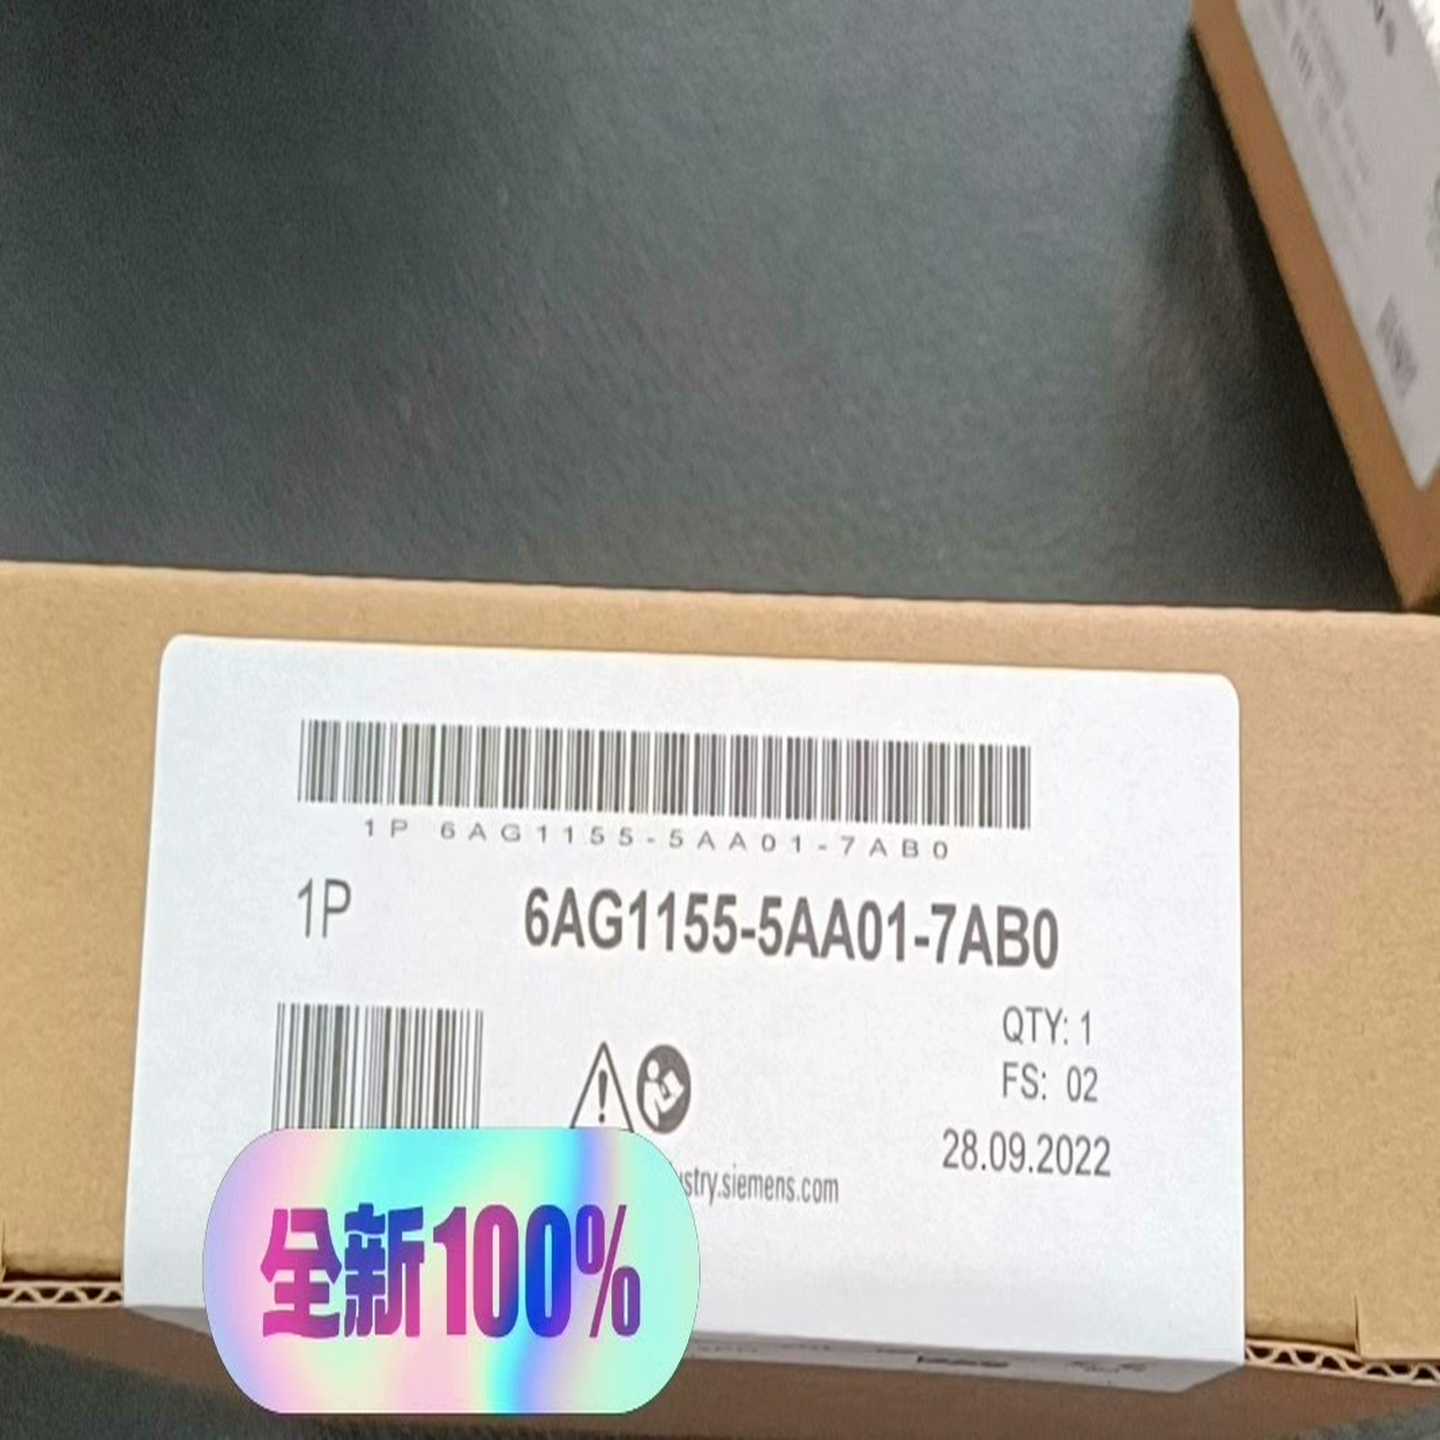 1P 6AG1155-5AA01-7AB0
1P 6AG1155-5AA01-7AB0
QTY: 1
FS: 02
28.09.2022
stry.siemens.com
全新100%